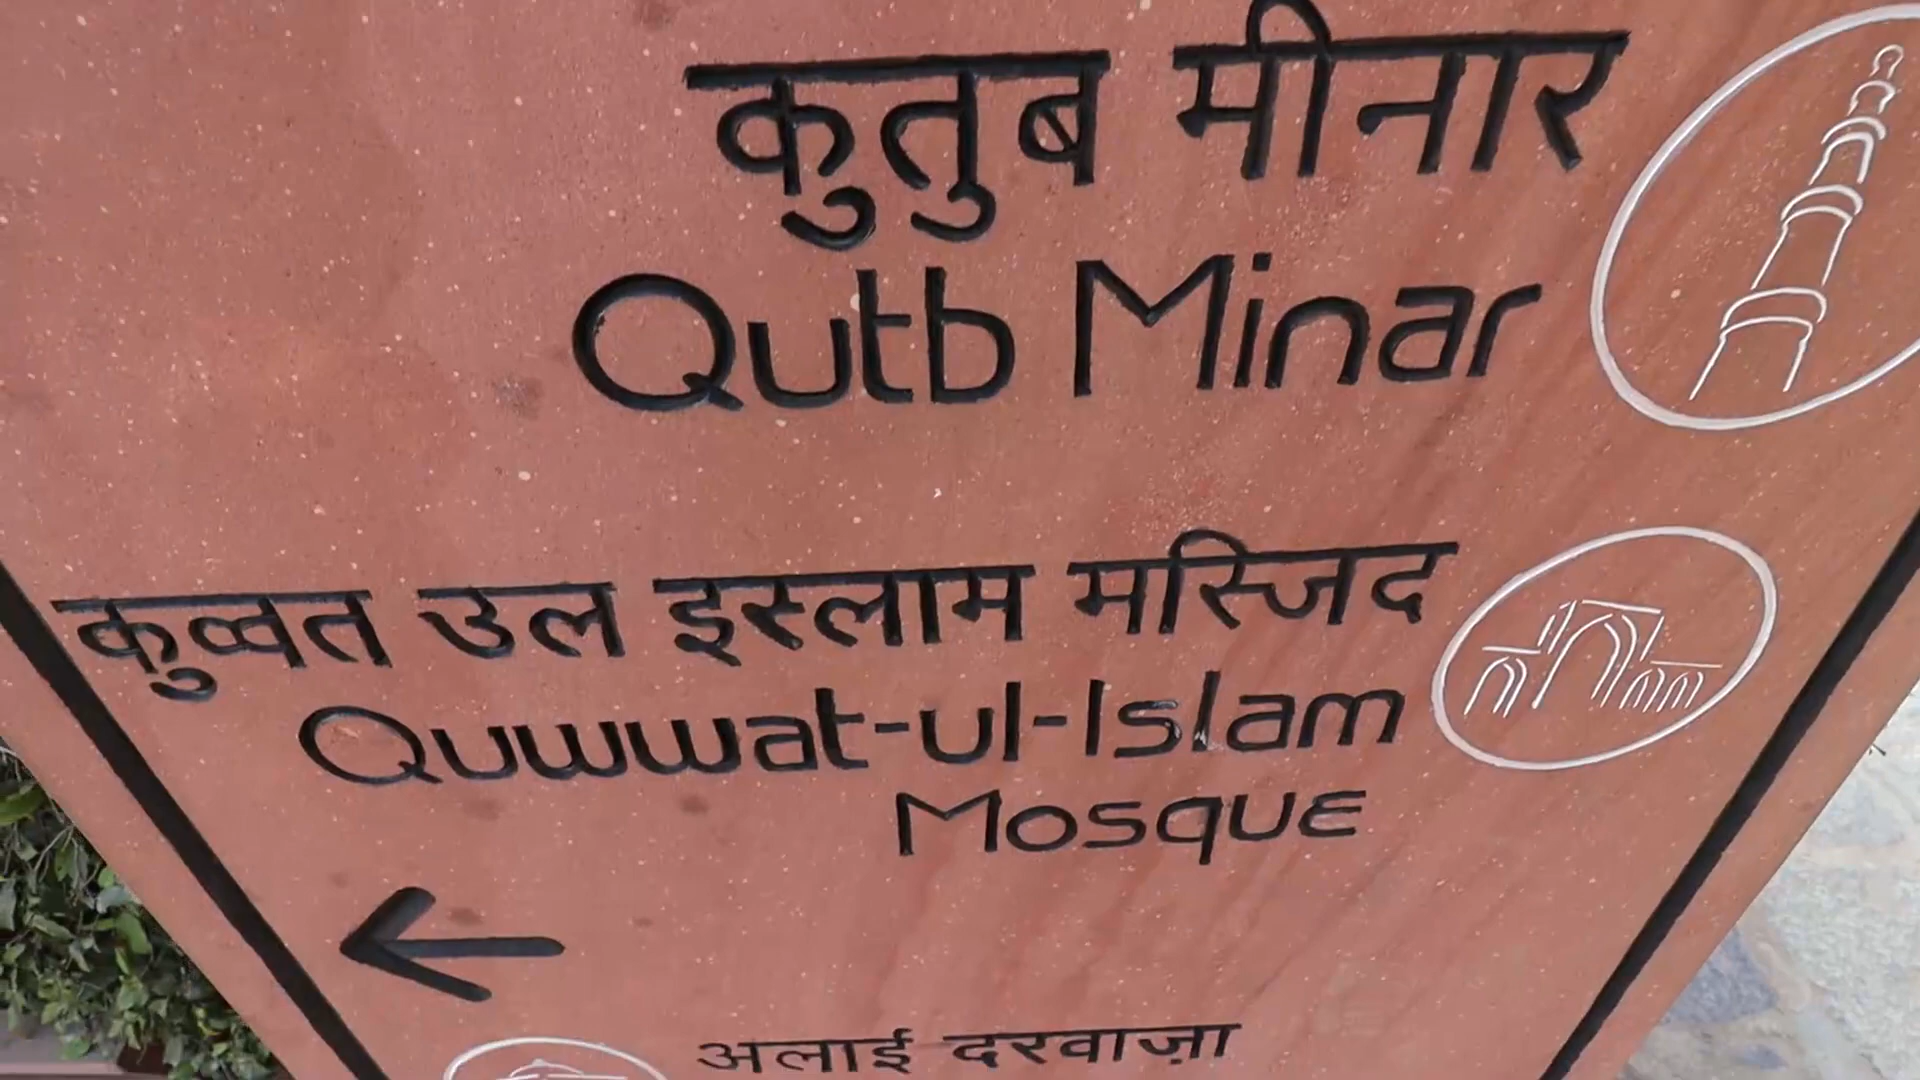 कुतुब मीनार
Qutb Minar
कुव्वत उल इस्लाम मस्जिद
Quwwat-ul-Islam
Mosque
अलाई दरवाज़ा